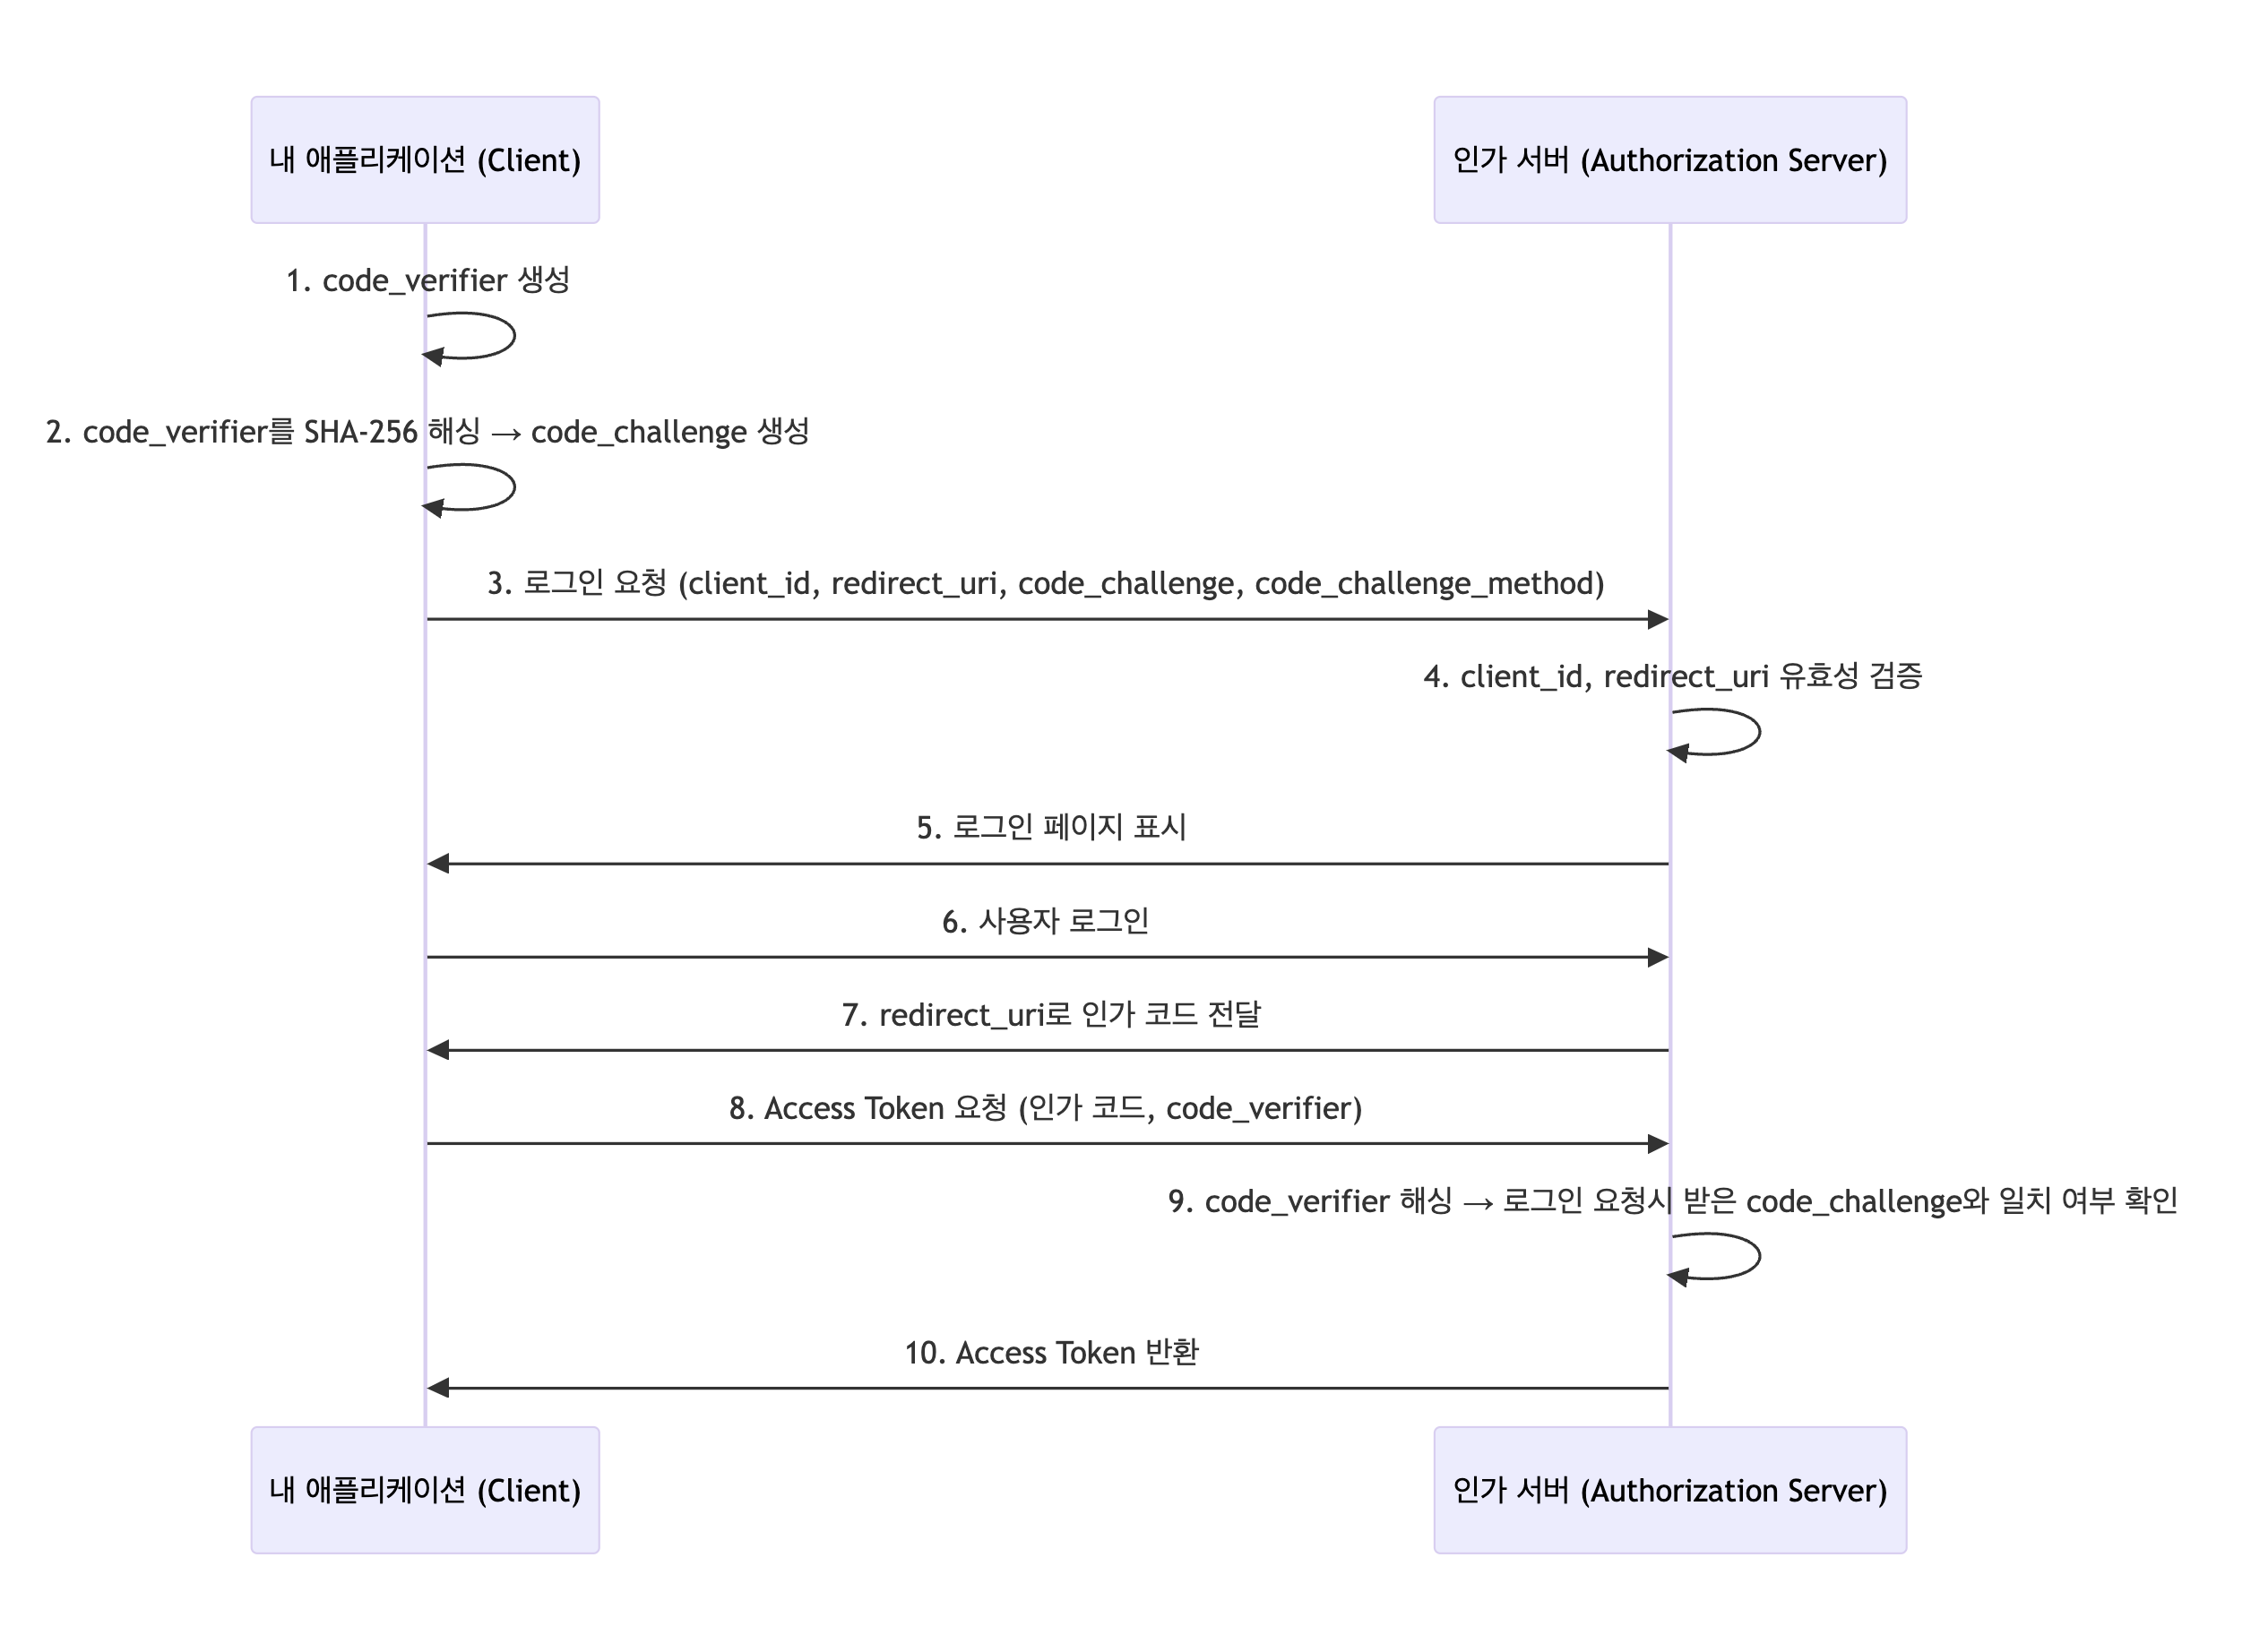 내 애플리케이션 (Client)
인가 서버 (Authorization Server)
1. code_verifier 생성
2. code_verifier를 SHA-256 해싱 → code_challenge 생성
3. 로그인 요청 (client_id, redirect_uri, code_challenge, code_challenge_method)
4. client_id, redirect_uri 유효성 검증
5. 로그인 페이지 표시
6. 사용자 로그인
7. redirect_uri로 인가 코드 전달
8. Access Token 요청 (인가 코드, code_verifier)
9. code_verifier 해싱 → 로그인 요청시 받은 code_challenge와 일치 여부 확인
10. Access Token 반환
내 애플리케이션 (Client)
인가 서버 (Authorization Server)